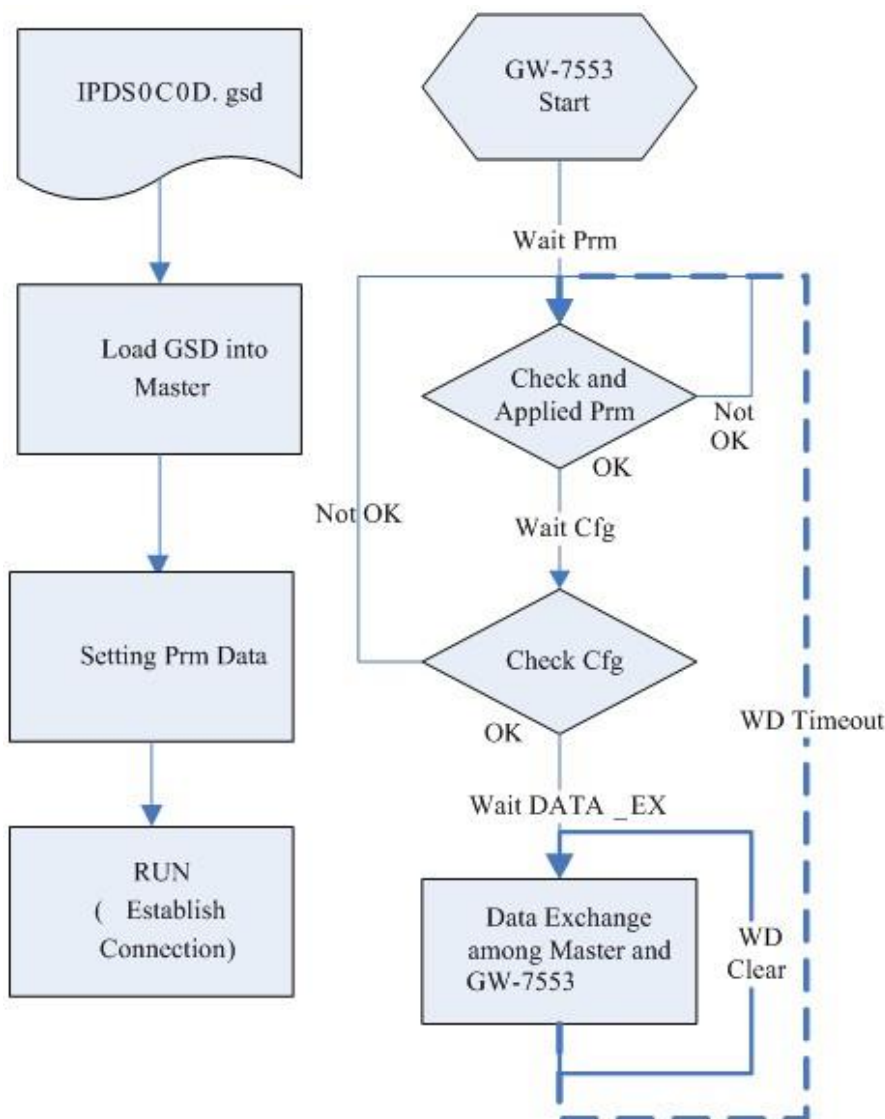 IPDS0C0D. gsd
Load GSD into
Master
Setting Prm Data
RUN
( Establish
Connection)
GW-7553
Start
Wait Prm
Check and
Applied Prm
Not
OK
OK
Not OK
Wait Cfg
Check Cfg
OK
WD Timeout
Wait DATA _EX
Data Exchange
among Master and
GW-7553
WD
Clear